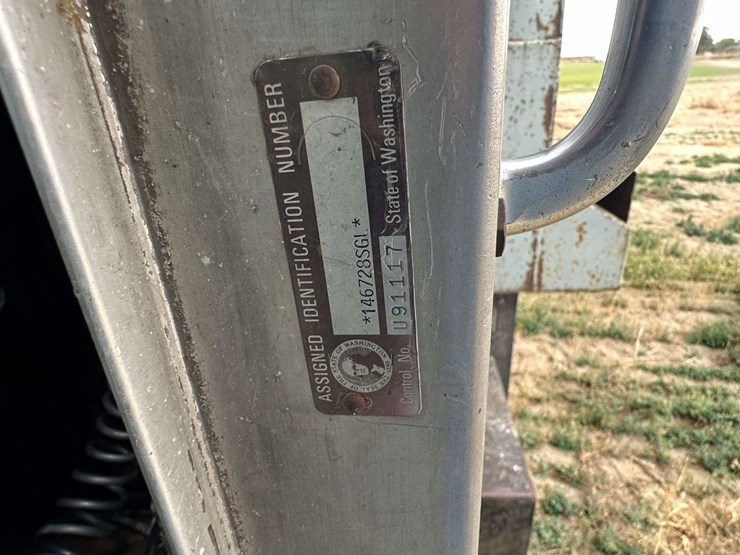 ASSIGNED IDENTIFICATION NUMBER
*146728SGL*
Control No. U91117 State of Washington